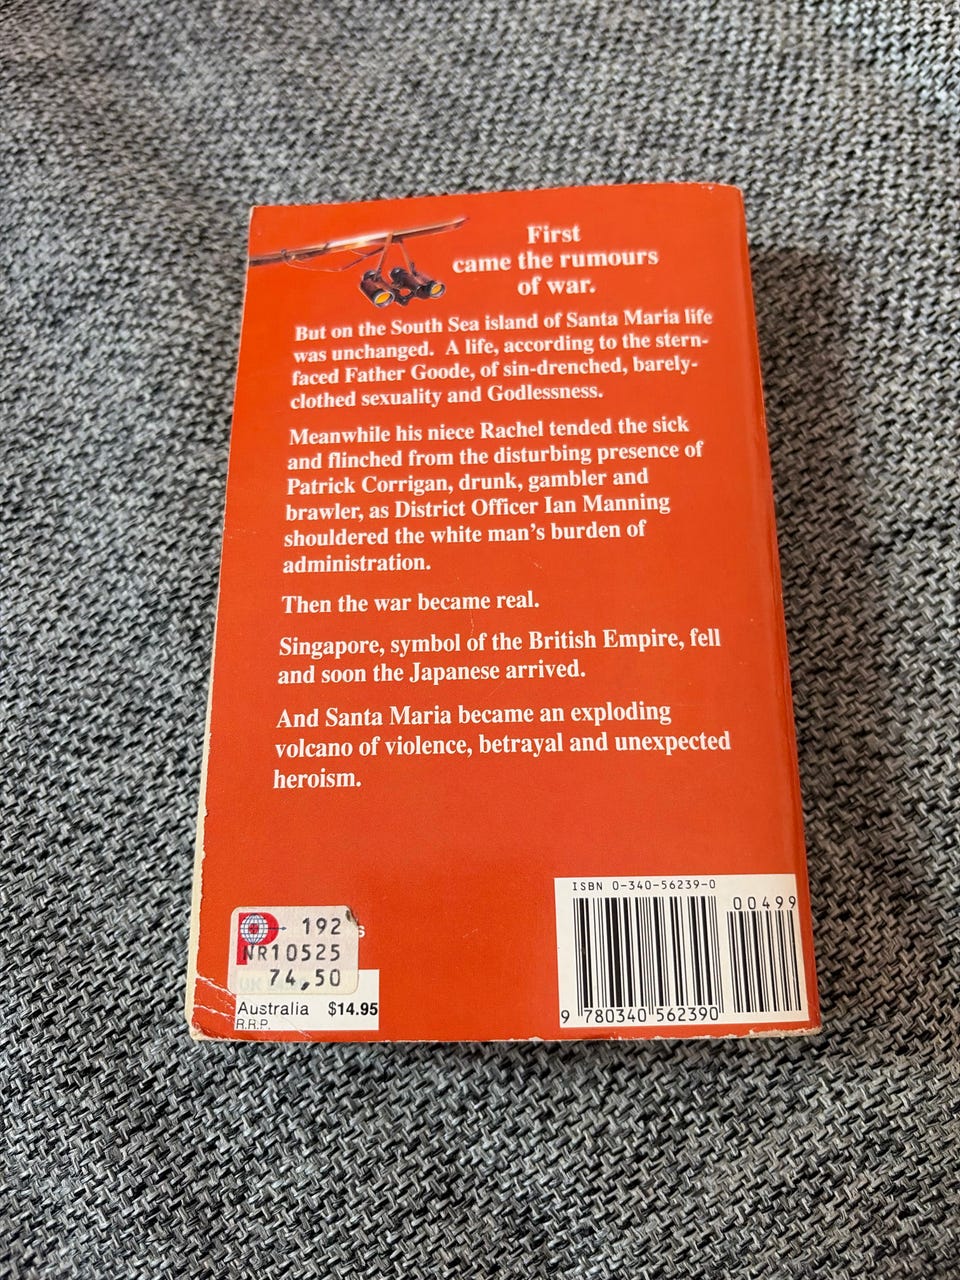 First
came the rumours
of war.
But on the South Sea island of Santa Maria life
was unchanged. A life, according to the stern-
faced Father Goode, of sin-drenched, barely-
clothed sexuality and Godlessness.
Meanwhile his niece Rachel tended the sick
and flinched from the disturbing presence of
Patrick Corrigan, drunk, gambler and
brawler, as District Officer Ian Manning
shouldered the white man's burden of
administration.
Then the war became real.
Singapore, symbol of the British Empire, fell
and soon the Japanese arrived.
And Santa Maria became an exploding
volcano of violence, betrayal and unexpected
heroism.
P 192
NR10525
74,50
Australia $14.95
R.R.P.
ISBN 0-340-56239-0
00499
9 780340 562390